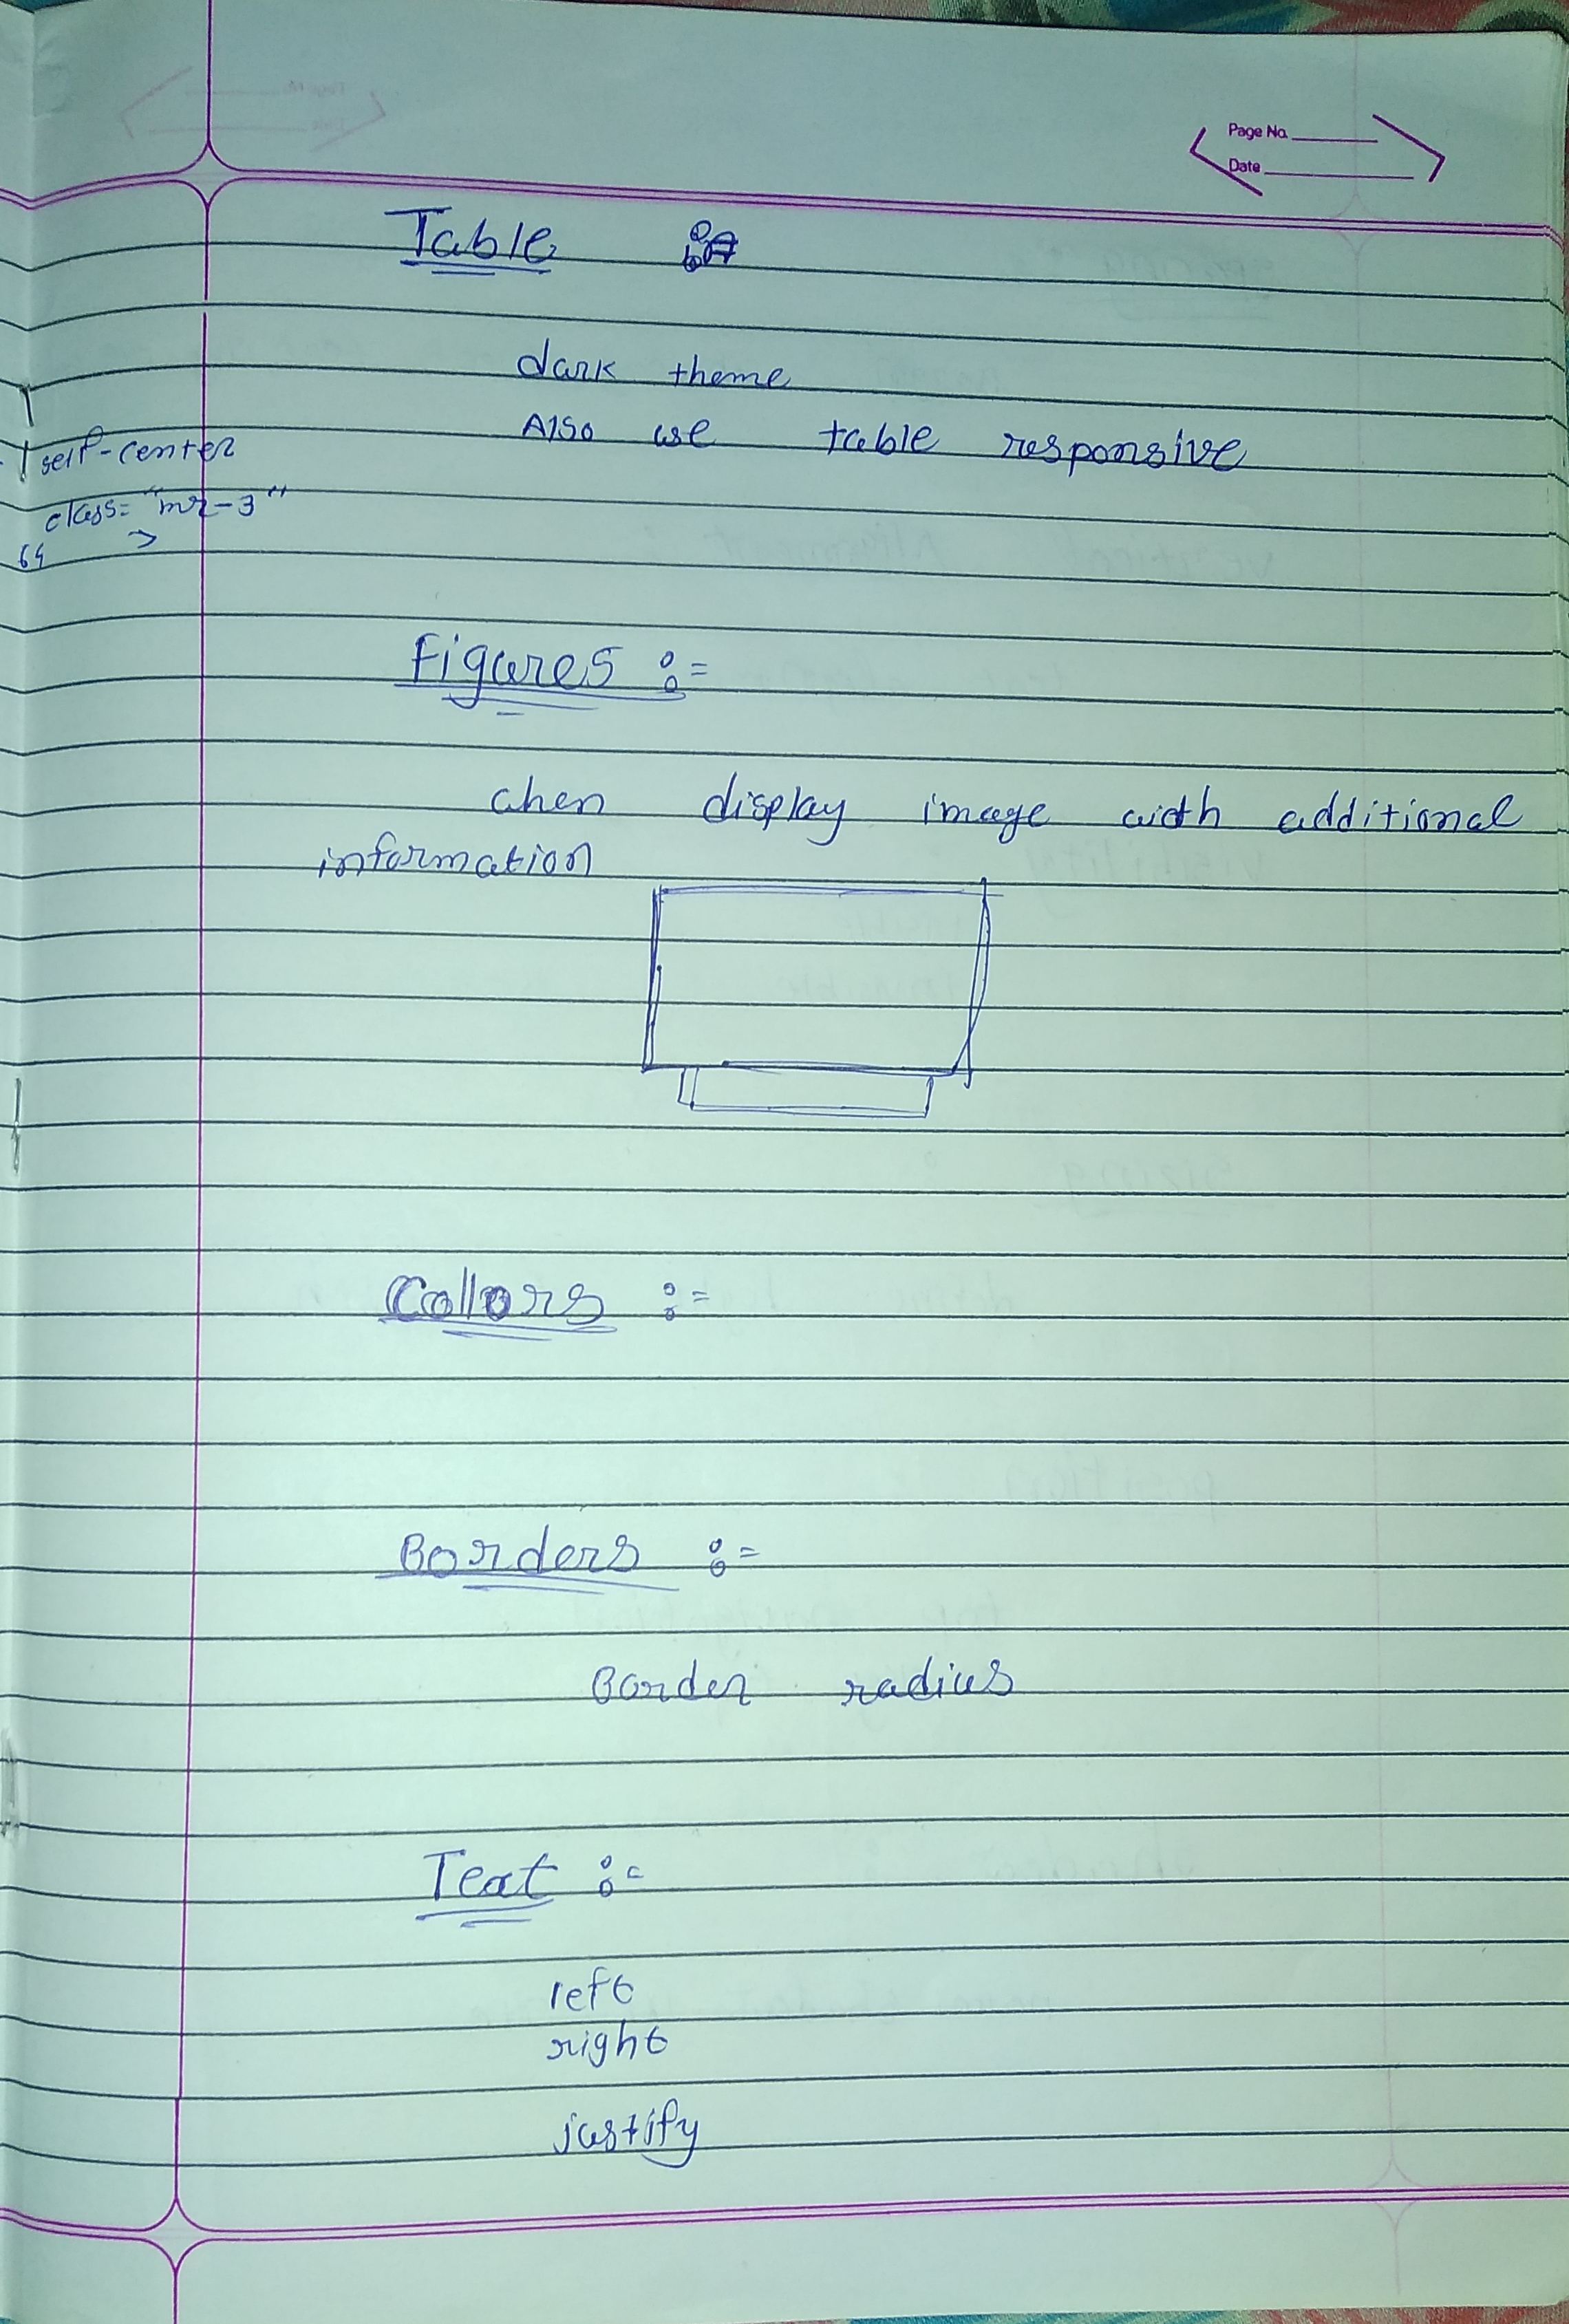 Page No.
Date
Table :
dark theme
Also use table responsive
self-center
class="mr-3"
64 >
Figures :=
when display image with additional
information
Collors :=
Borders :=
Border radius
Text :=
left
right
justify